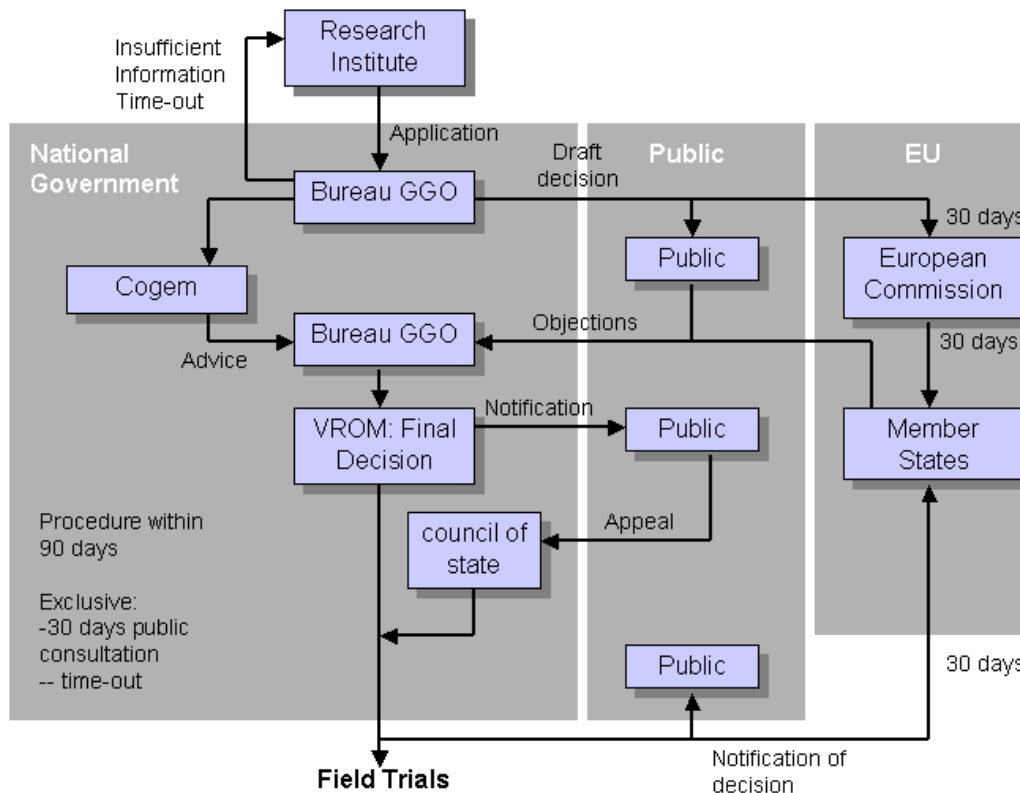 Research
Institute
Insufficient
Information
Time-out
Application
National
Government
Draft
decision
Public
EU
Bureau GGO
30 days
Public
European
Commission
Cogem
Bureau GGO
Objections
30 days
Advice
VROM: Final
Decision
Notification
Public
Member
States
Procedure within
90 days
council of
state
Appeal
Exclusive:
-30 days public
consultation
-- time-out
Public
30 days
Field Trials
Notification of
decision